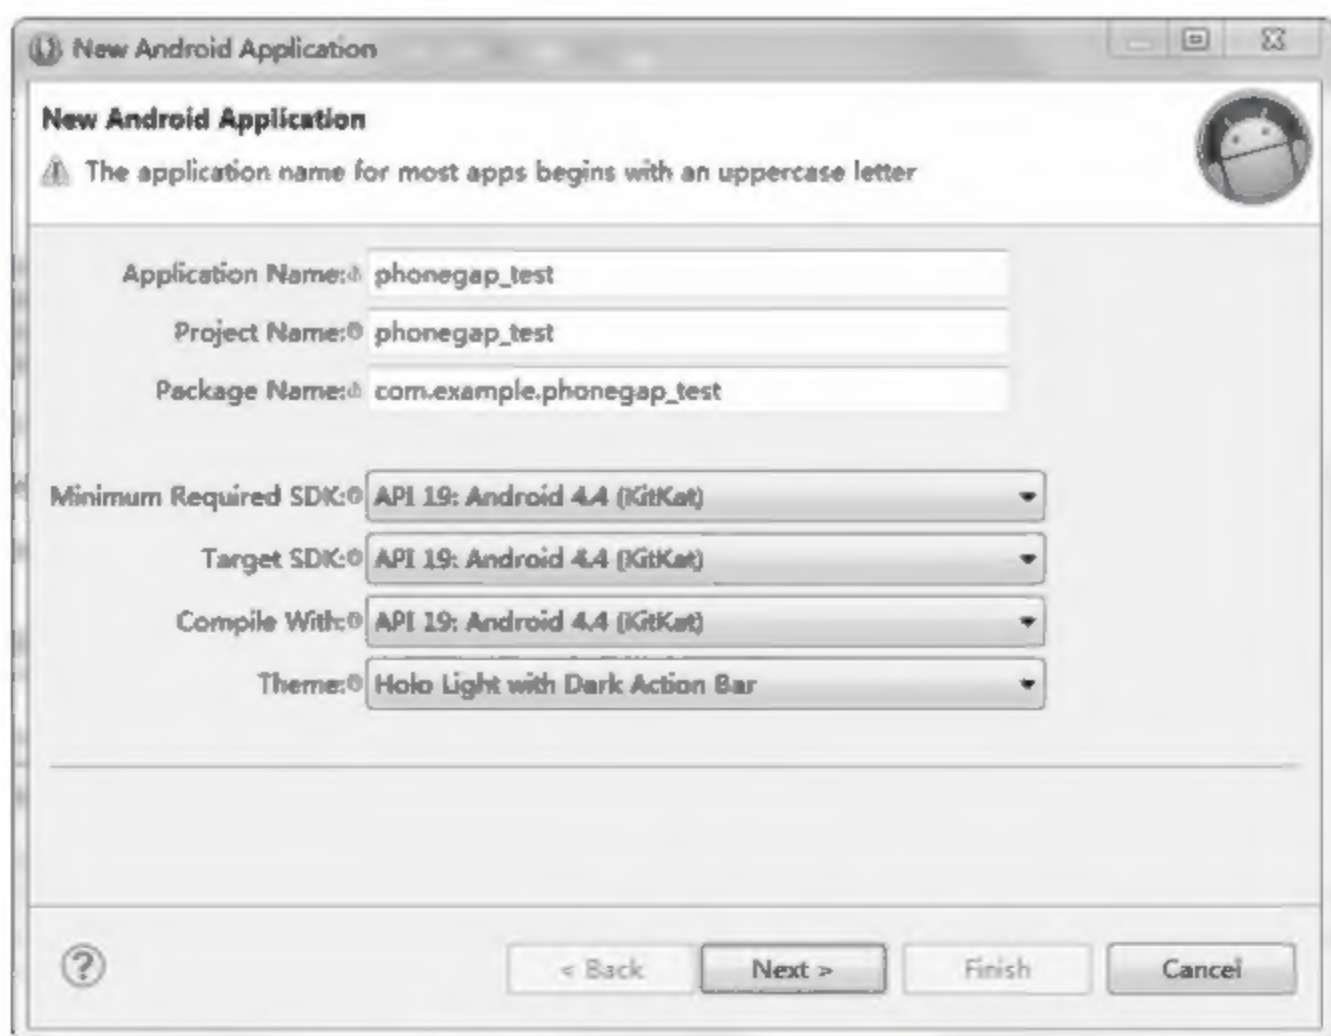 New Android Application
New Android Application
The application name for most apps begins with an uppercase letter
Application Name: phonegap_test
Project Name: phonegap_test
Package Name: com.example.phonegap_test
Minimum Required SDK: API 19: Android 4.4 (KitKat)
Target SDK: API 19: Android 4.4 (KitKat)
Compile With: API 19: Android 4.4 (KitKat)
Theme: Holo Light with Dark Action Bar
? < Back Next > Finish Cancel